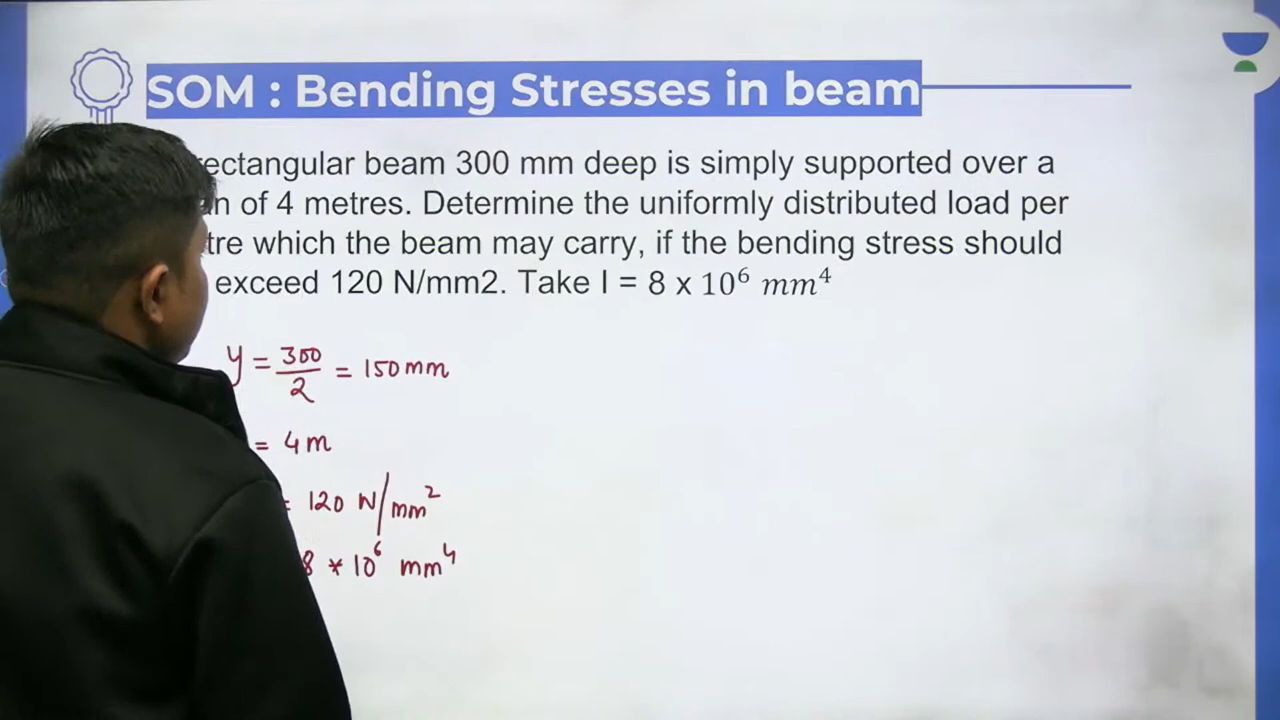 SOM : Bending Stresses in beam
rectangular beam 300 mm deep is simply supported over a
of 4 metres. Determine the uniformly distributed load per
which the beam may carry, if the bending stress should
exceed 120 N/mm2. Take I = 8 x 10⁶ mm⁴
y = 300/2 = 150 mm
= 4 m
= 120 N/mm²
8 * 10⁶ mm⁴